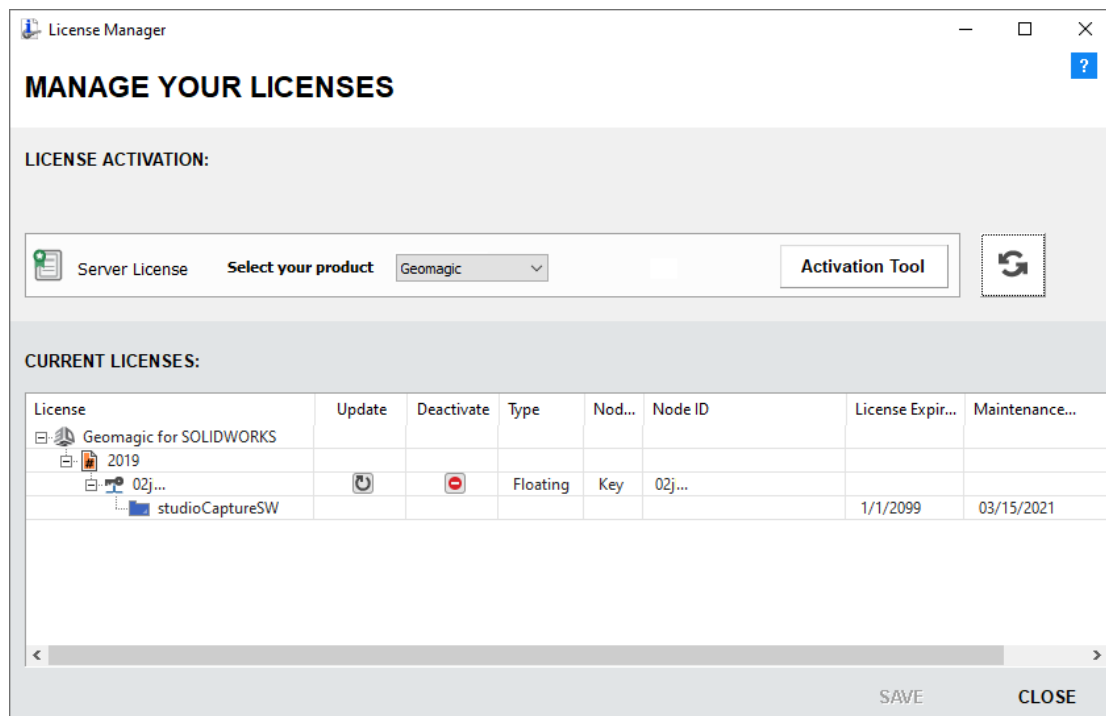 License Manager
?
MANAGE YOUR LICENSES
LICENSE ACTIVATION:
Server License Select your product Geomagic Activation Tool
CURRENT LICENSES:
License Update Deactivate Type Nod... Node ID License Expir... Maintenance...
Geomagic for SOLIDWORKS
# 2019
02j... Floating Key 02j...
studioCaptureSW 1/1/2099 03/15/2021
SAVE CLOSE